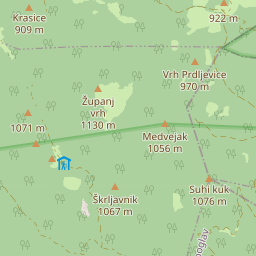 Krasice
909 m
922 m
Vrh Prdljevice
970 m
Županj
vrh
1130 m
1071 m
Medvejak
1056 m
Škrljavnik
1067 m
Suhi kuk
1076 m